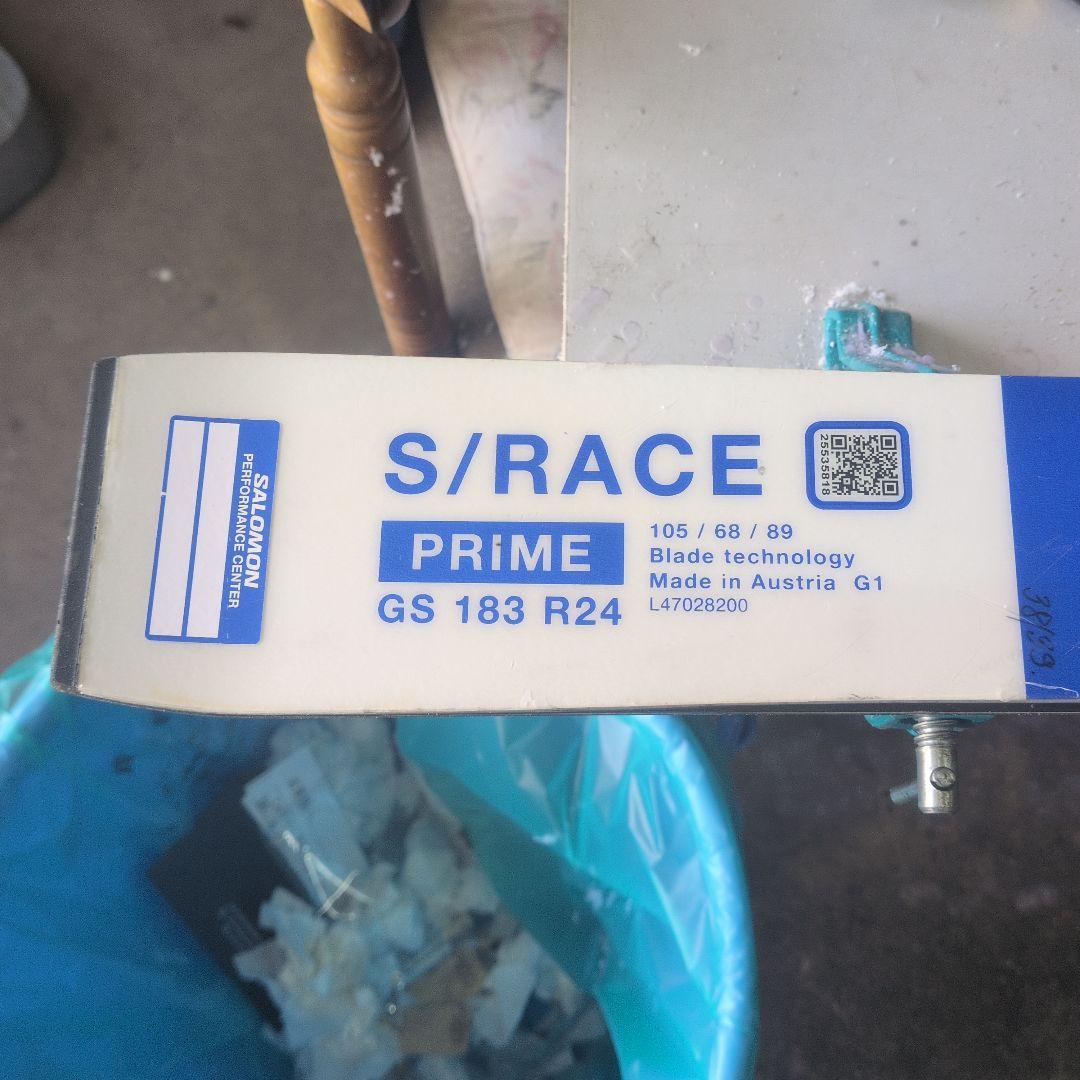 SALOMON
PERFORMANCE CENTER
S/RACE
PRIME
GS 183 R24
25535818
105 / 68 / 89
Blade technology
Made in Austria G1
L47028200